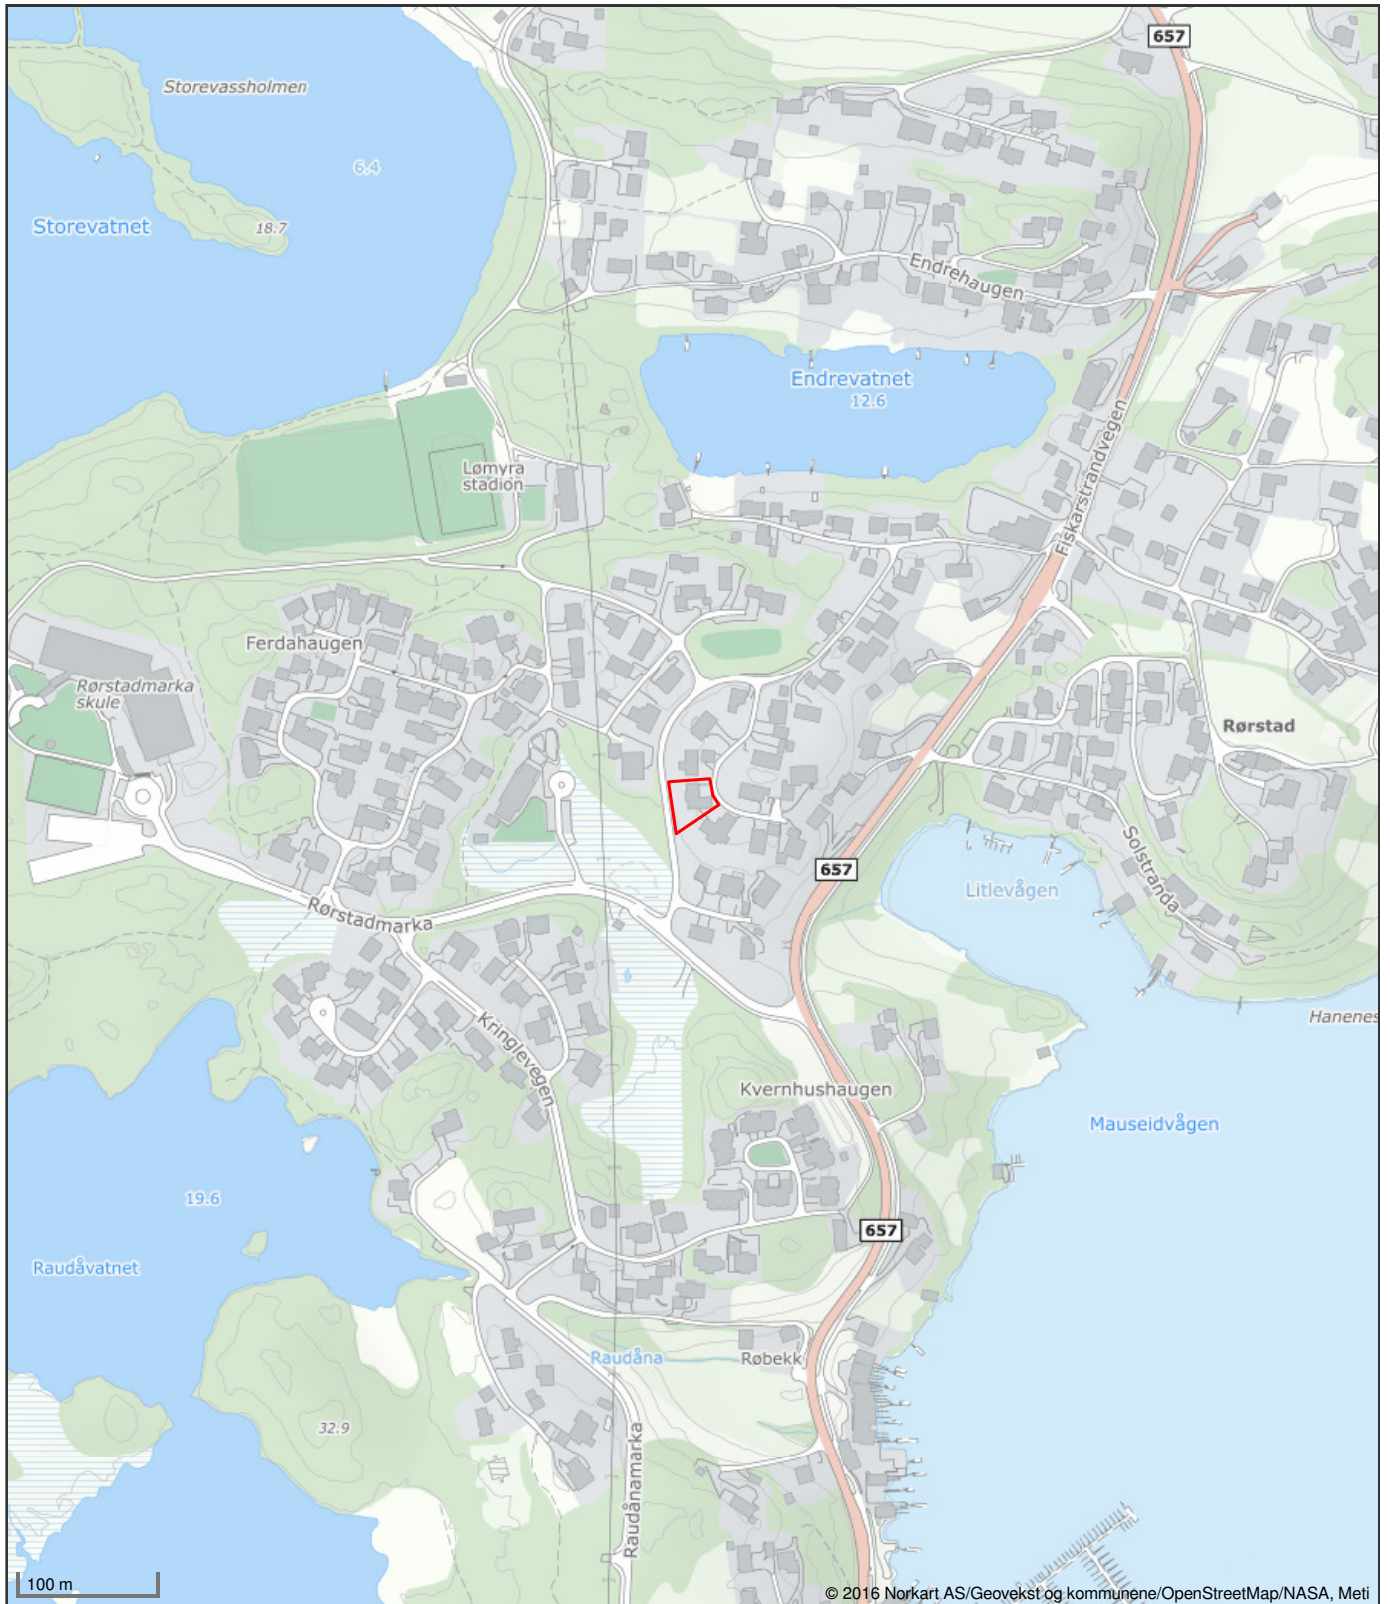 657
Storevassholmen
6.4
Storevatnet
18.7
Endrehaugen
Endrevatnet
12.6
Fiskarstrandvegen
Lømyra
stadion
Ferdahaugen
Rørstadmarka
skule
Rørstad
Solstranda
657
Litlevågen
Rørstadmarka
Hanenes
Kringlevegen
Kvernhushaugen
Mauseidvågen
19.6
657
Raudåvatnet
Raudåna
Røbekk
32.9
Raudånamarka
100 m
© 2016 Norkart AS/Geovekst og kommunene/OpenStreetMap/NASA, Meti